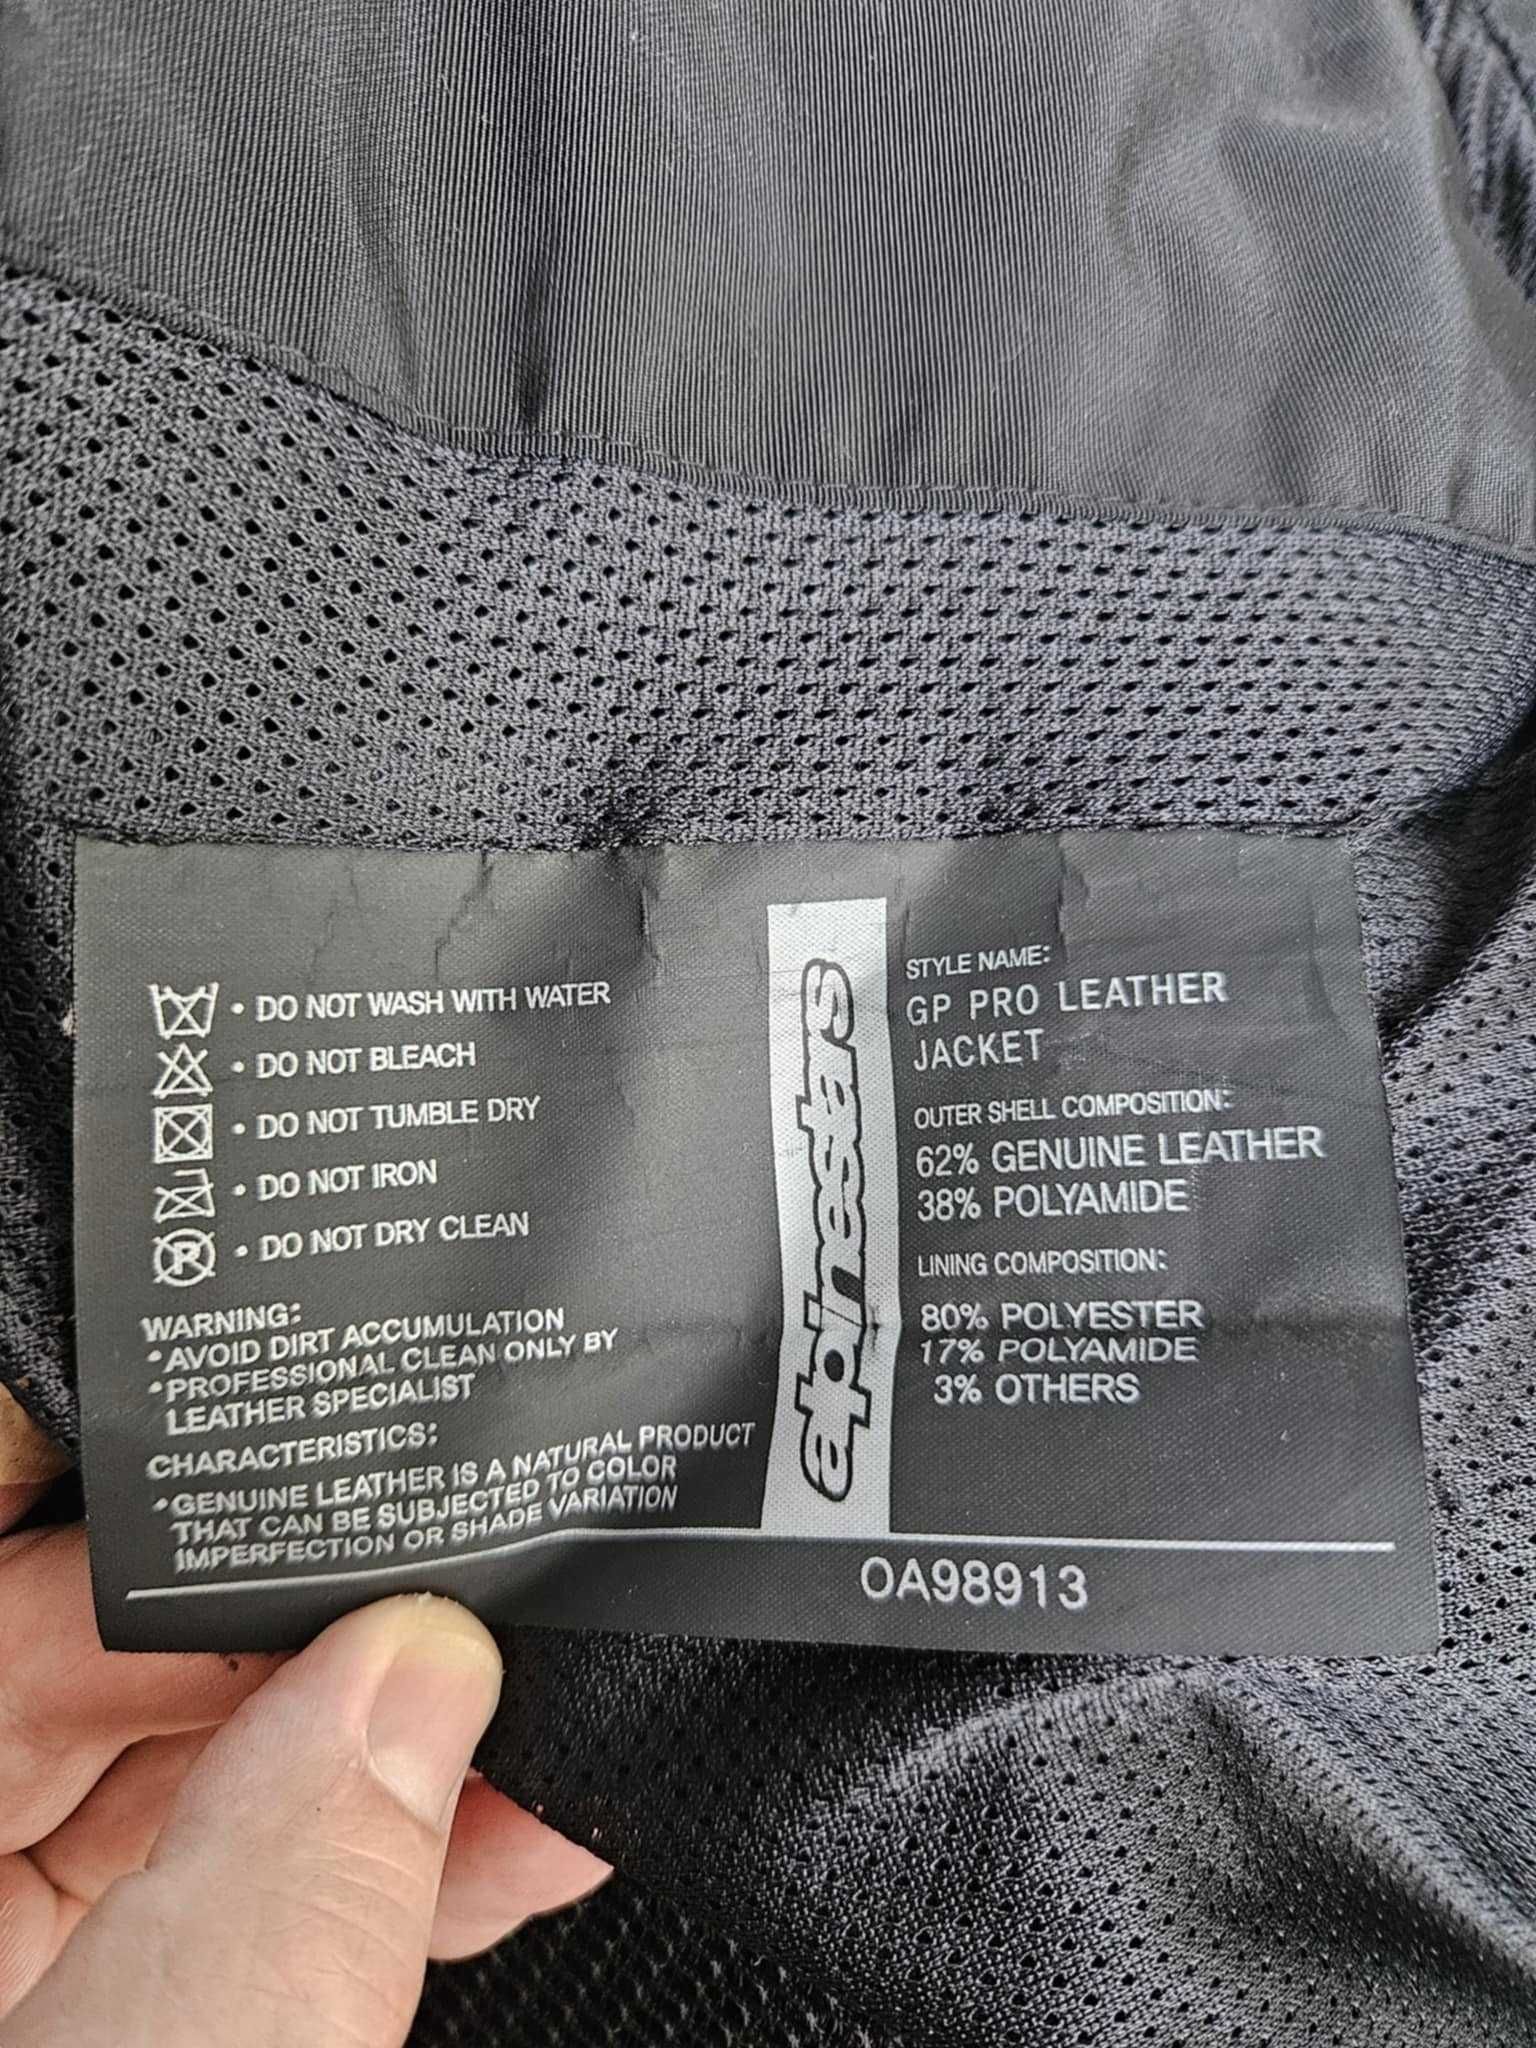 • DO NOT WASH WITH WATER
• DO NOT BLEACH
• DO NOT TUMBLE DRY
• DO NOT IRON
P • DO NOT DRY CLEAN
WARNING:
•AVOID DIRT ACCUMULATION
•PROFESSIONAL CLEAN ONLY BY
LEATHER SPECIALIST
CHARACTERISTICS:
•GENUINE LEATHER IS A NATURAL PRODUCT
THAT CAN BE SUBJECTED TO COLOR
IMPERFECTION OR SHADE VARIATION
alpinestars
STYLE NAME:
GP PRO LEATHER
JACKET
OUTER SHELL COMPOSITION:
62% GENUINE LEATHER
38% POLYAMIDE
LINING COMPOSITION:
80% POLYESTER
17% POLYAMIDE
3% OTHERS
OA98913